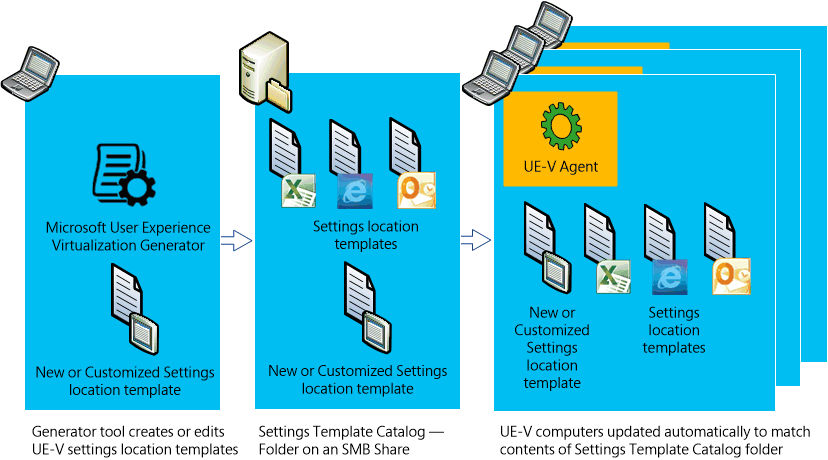 Microsoft User Experience
Virtualization Generator
New or Customized Settings
location template
Generator tool creates or edits
UE-V settings location templates
Settings location
templates
New or Customized Settings
location template
Settings Template Catalog —
Folder on an SMB Share
UE-V Agent
New or
Customized
Settings
location
template
Settings
location
templates
UE-V computers updated automatically to match
contents of Settings Template Catalog folder